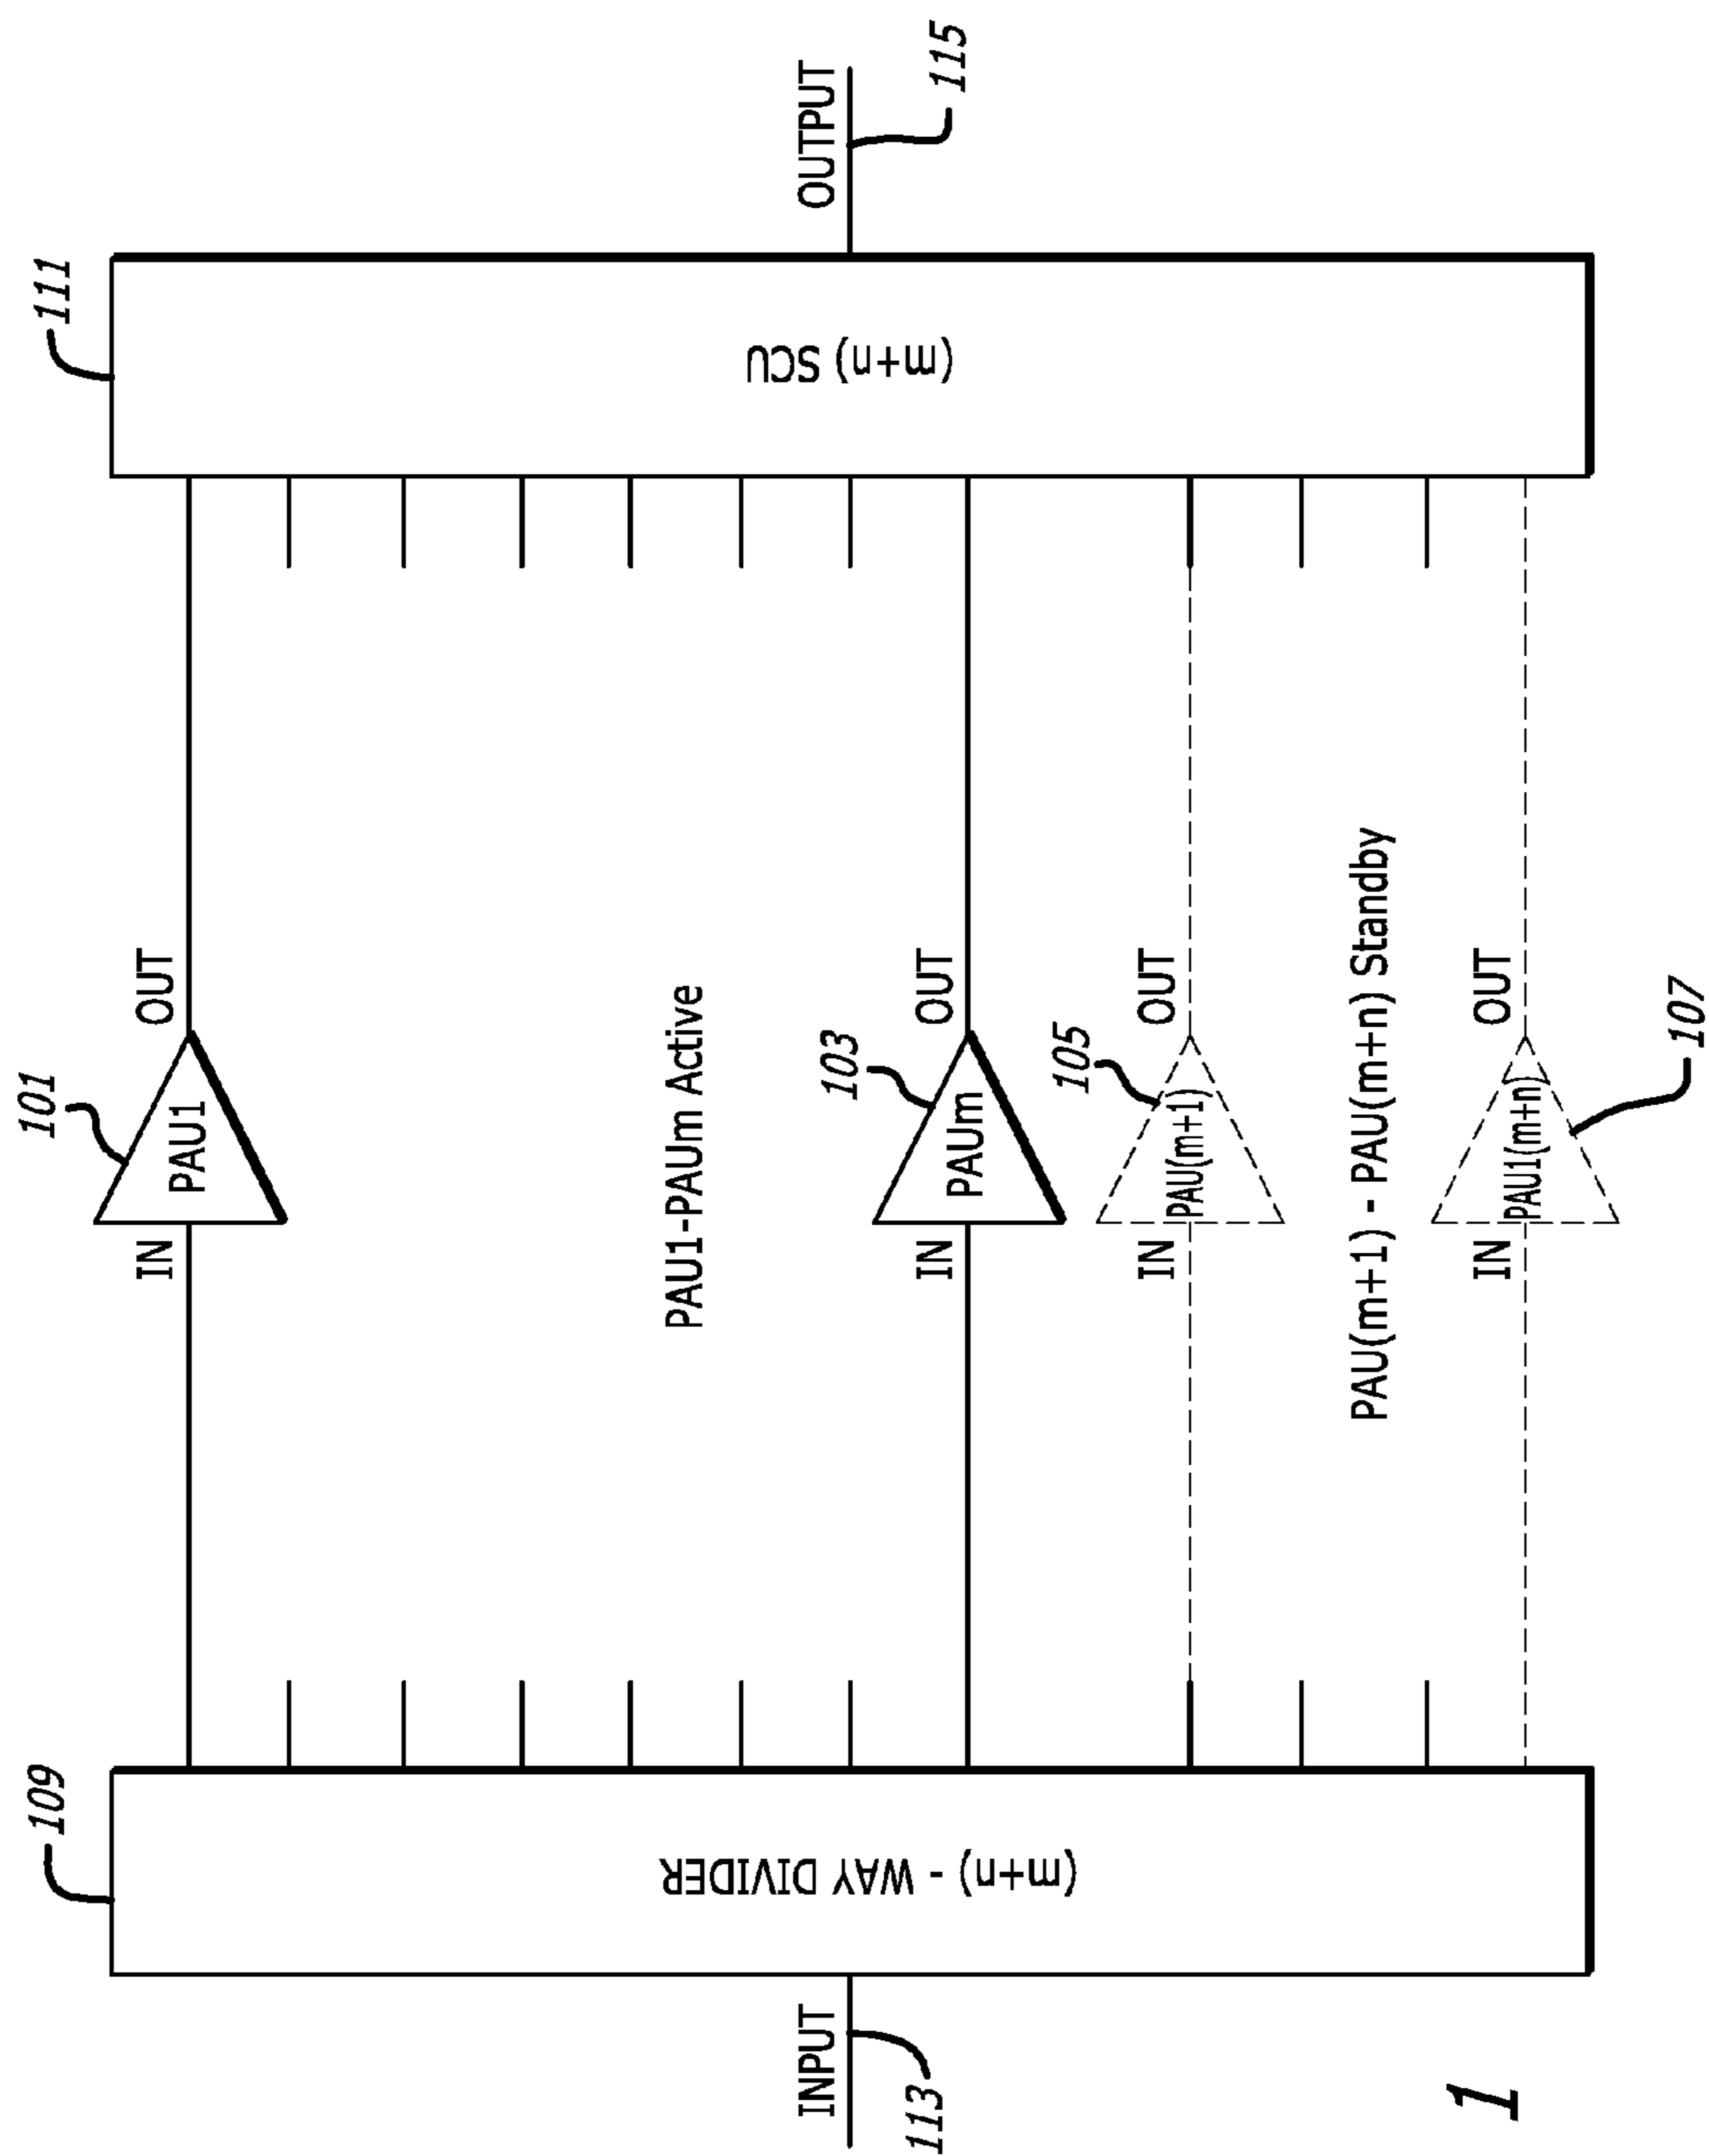 109
101
111
PAU1
IN
OUT
INPUT
113
(m+n) - WAY DIVIDER
PAU1-PAUm Active
(m+n) SCU
OUTPUT
115
103
PAUm
IN
OUT
105
PAU(m+1)
IN
OUT
PAU(m+1) - PAU(m+n) Standby
PAU1(m+n)
IN
OUT
107
1